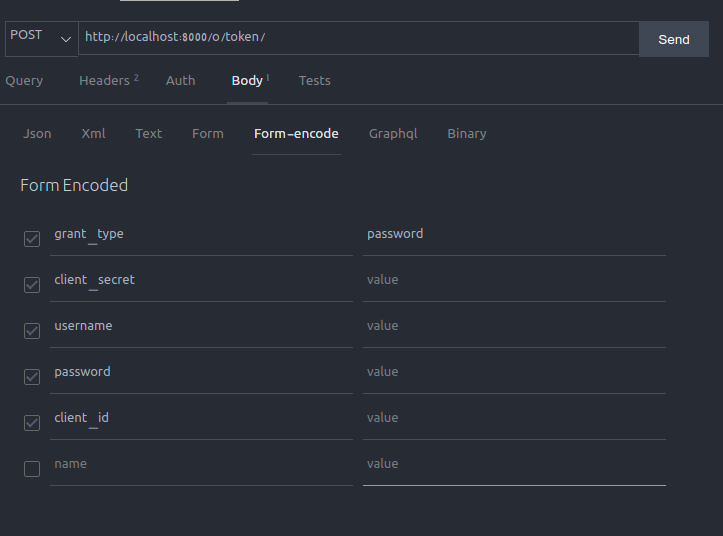 POST http://localhost:8000/o/token/ Send
Query Headers 2 Auth Body 1 Tests
Json Xml Text Form Form-encode Graphql Binary
Form Encoded
grant_type password
client_secret value
username value
password value
client_id value
name value